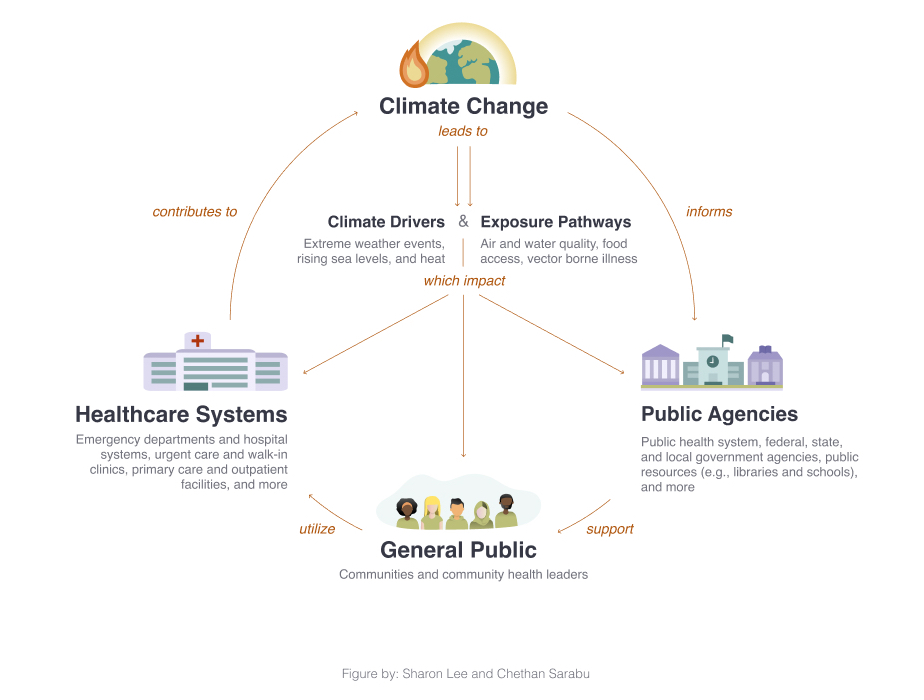 Climate Change
leads to
contributes to
informs
Climate Drivers & Exposure Pathways
Extreme weather events,
rising sea levels, and heat
Air and water quality, food
access, vector borne illness
which impact
Healthcare Systems
Emergency departments and hospital
systems, urgent care and walk-in
clinics, primary care and outpatient
facilities, and more
Public Agencies
Public health system, federal, state,
and local government agencies, public
resources (e.g., libraries and schools),
and more
utilize
support
General Public
Communities and community health leaders
Figure by: Sharon Lee and Chethan Sarabu